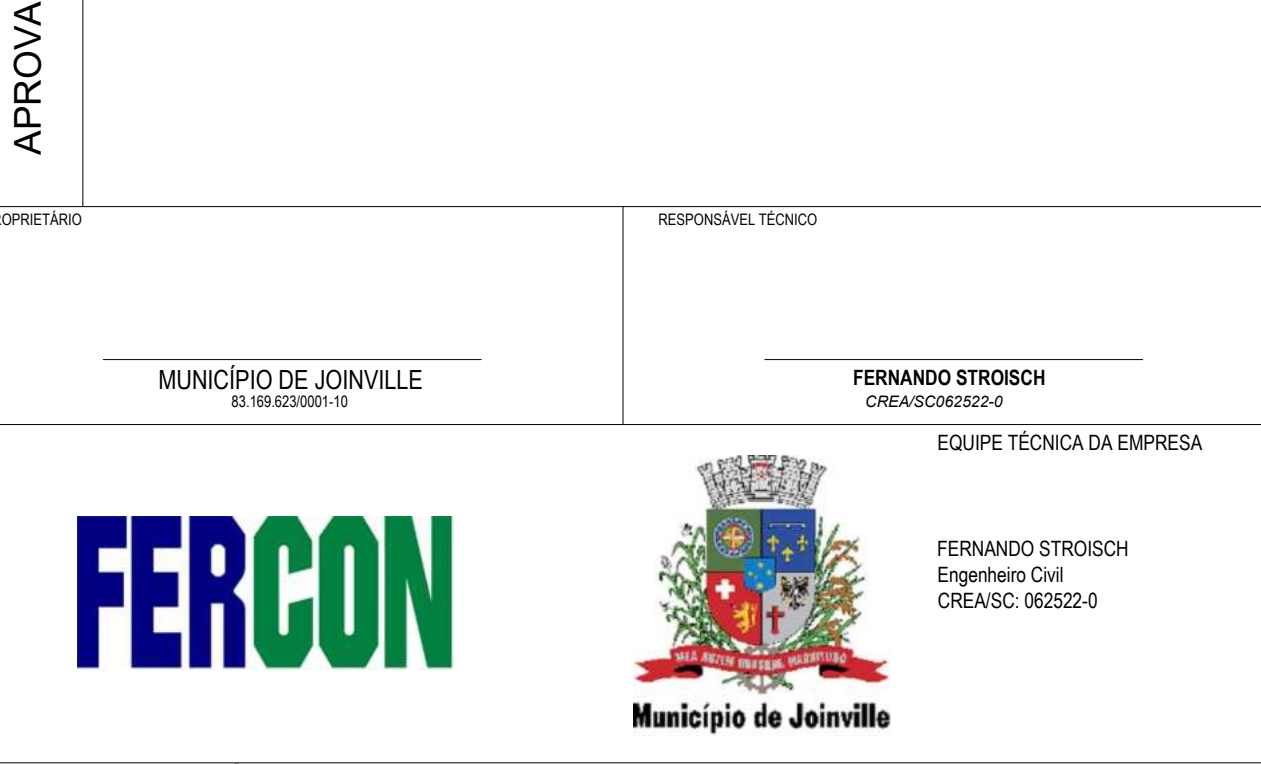 APROVA
ROPRIETÁRIO
RESPONSÁVEL TÉCNICO
MUNICÍPIO DE JOINVILLE
83.169.623/0001-10
FERNANDO STROISCH
CREA/SC062522-0
EQUIPE TÉCNICA DA EMPRESA
FERCON
FERNANDO STROISCH
Engenheiro Civil
CREA/SC: 062522-0
Município de Joinville